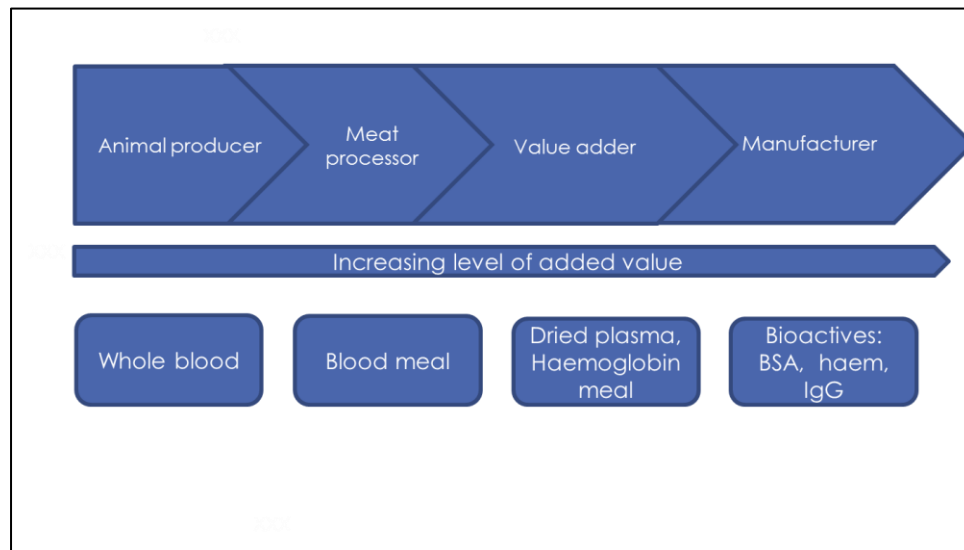 Animal producer
Meat
processor
Value adder
Manufacturer
Increasing level of added value
Whole blood
Blood meal
Dried plasma,
Haemoglobin
meal
Bioactives:
BSA, haem,
IgG